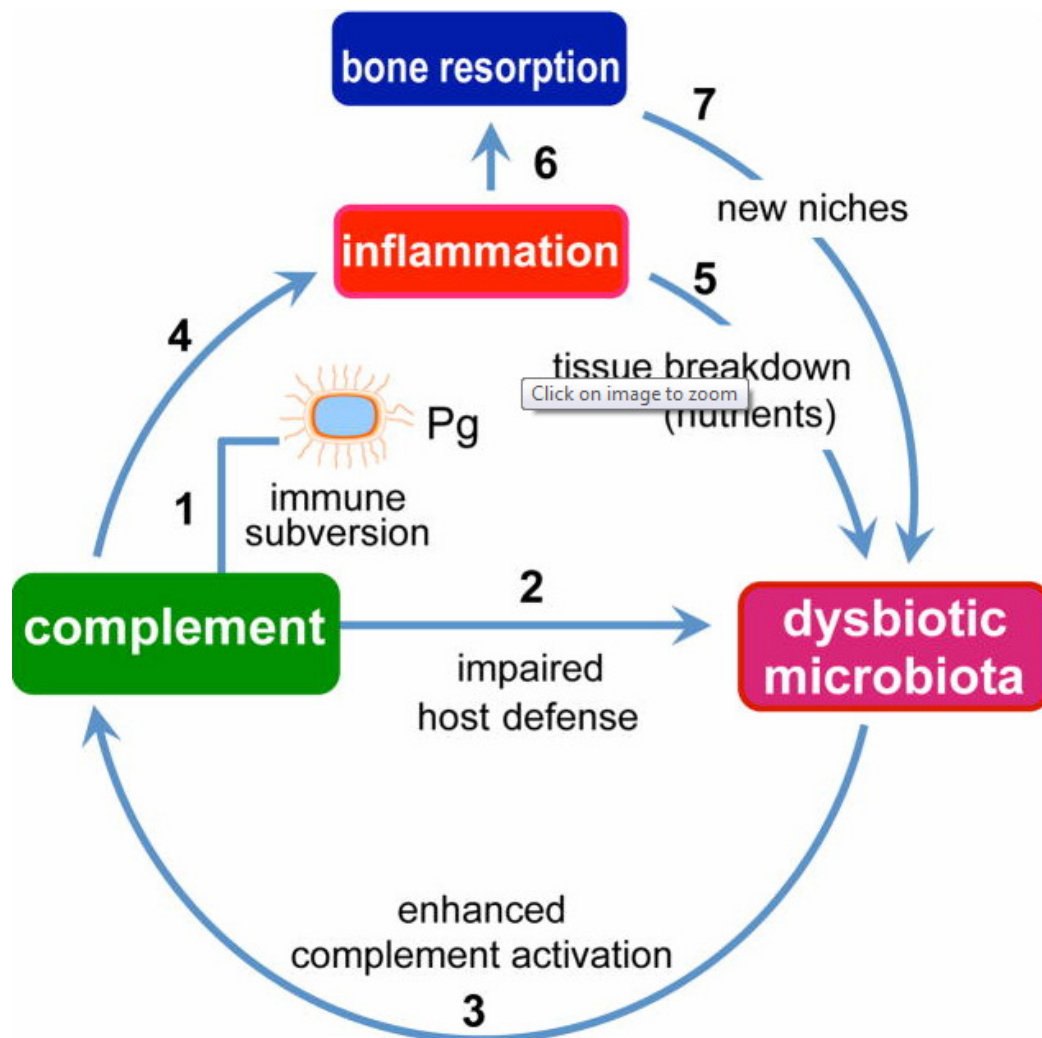 bone resorption
7
6
new niches
inflammation
5
4
tissue breakdown
Click on image to zoom
(nutrients)
Pg
1
immune
subversion
2
complement
dysbiotic
microbiota
impaired
host defense
enhanced
complement activation
3